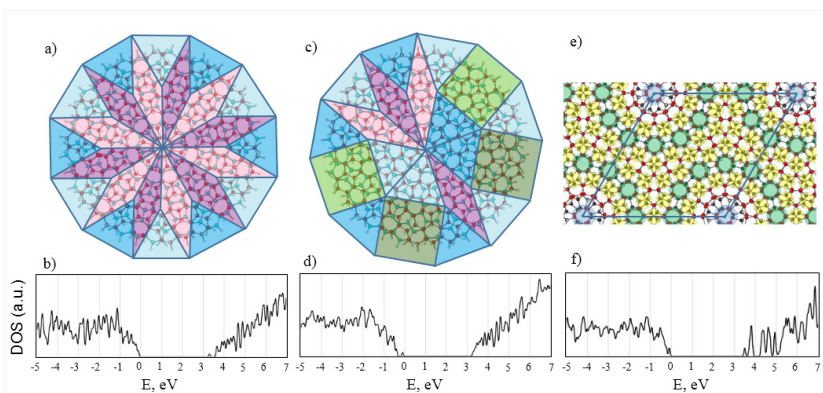 a)
c)
e)
b)
d)
f)
DOS (a.u.)
-5 -4 -3 -2 -1 0 1 2 3 4 5 6 7
E, eV
-5 -4 -3 -2 -1 0 1 2 3 4 5 6 7
E, eV
-5 -4 -3 -2 -1 0 1 2 3 4 5 6 7
E, eV